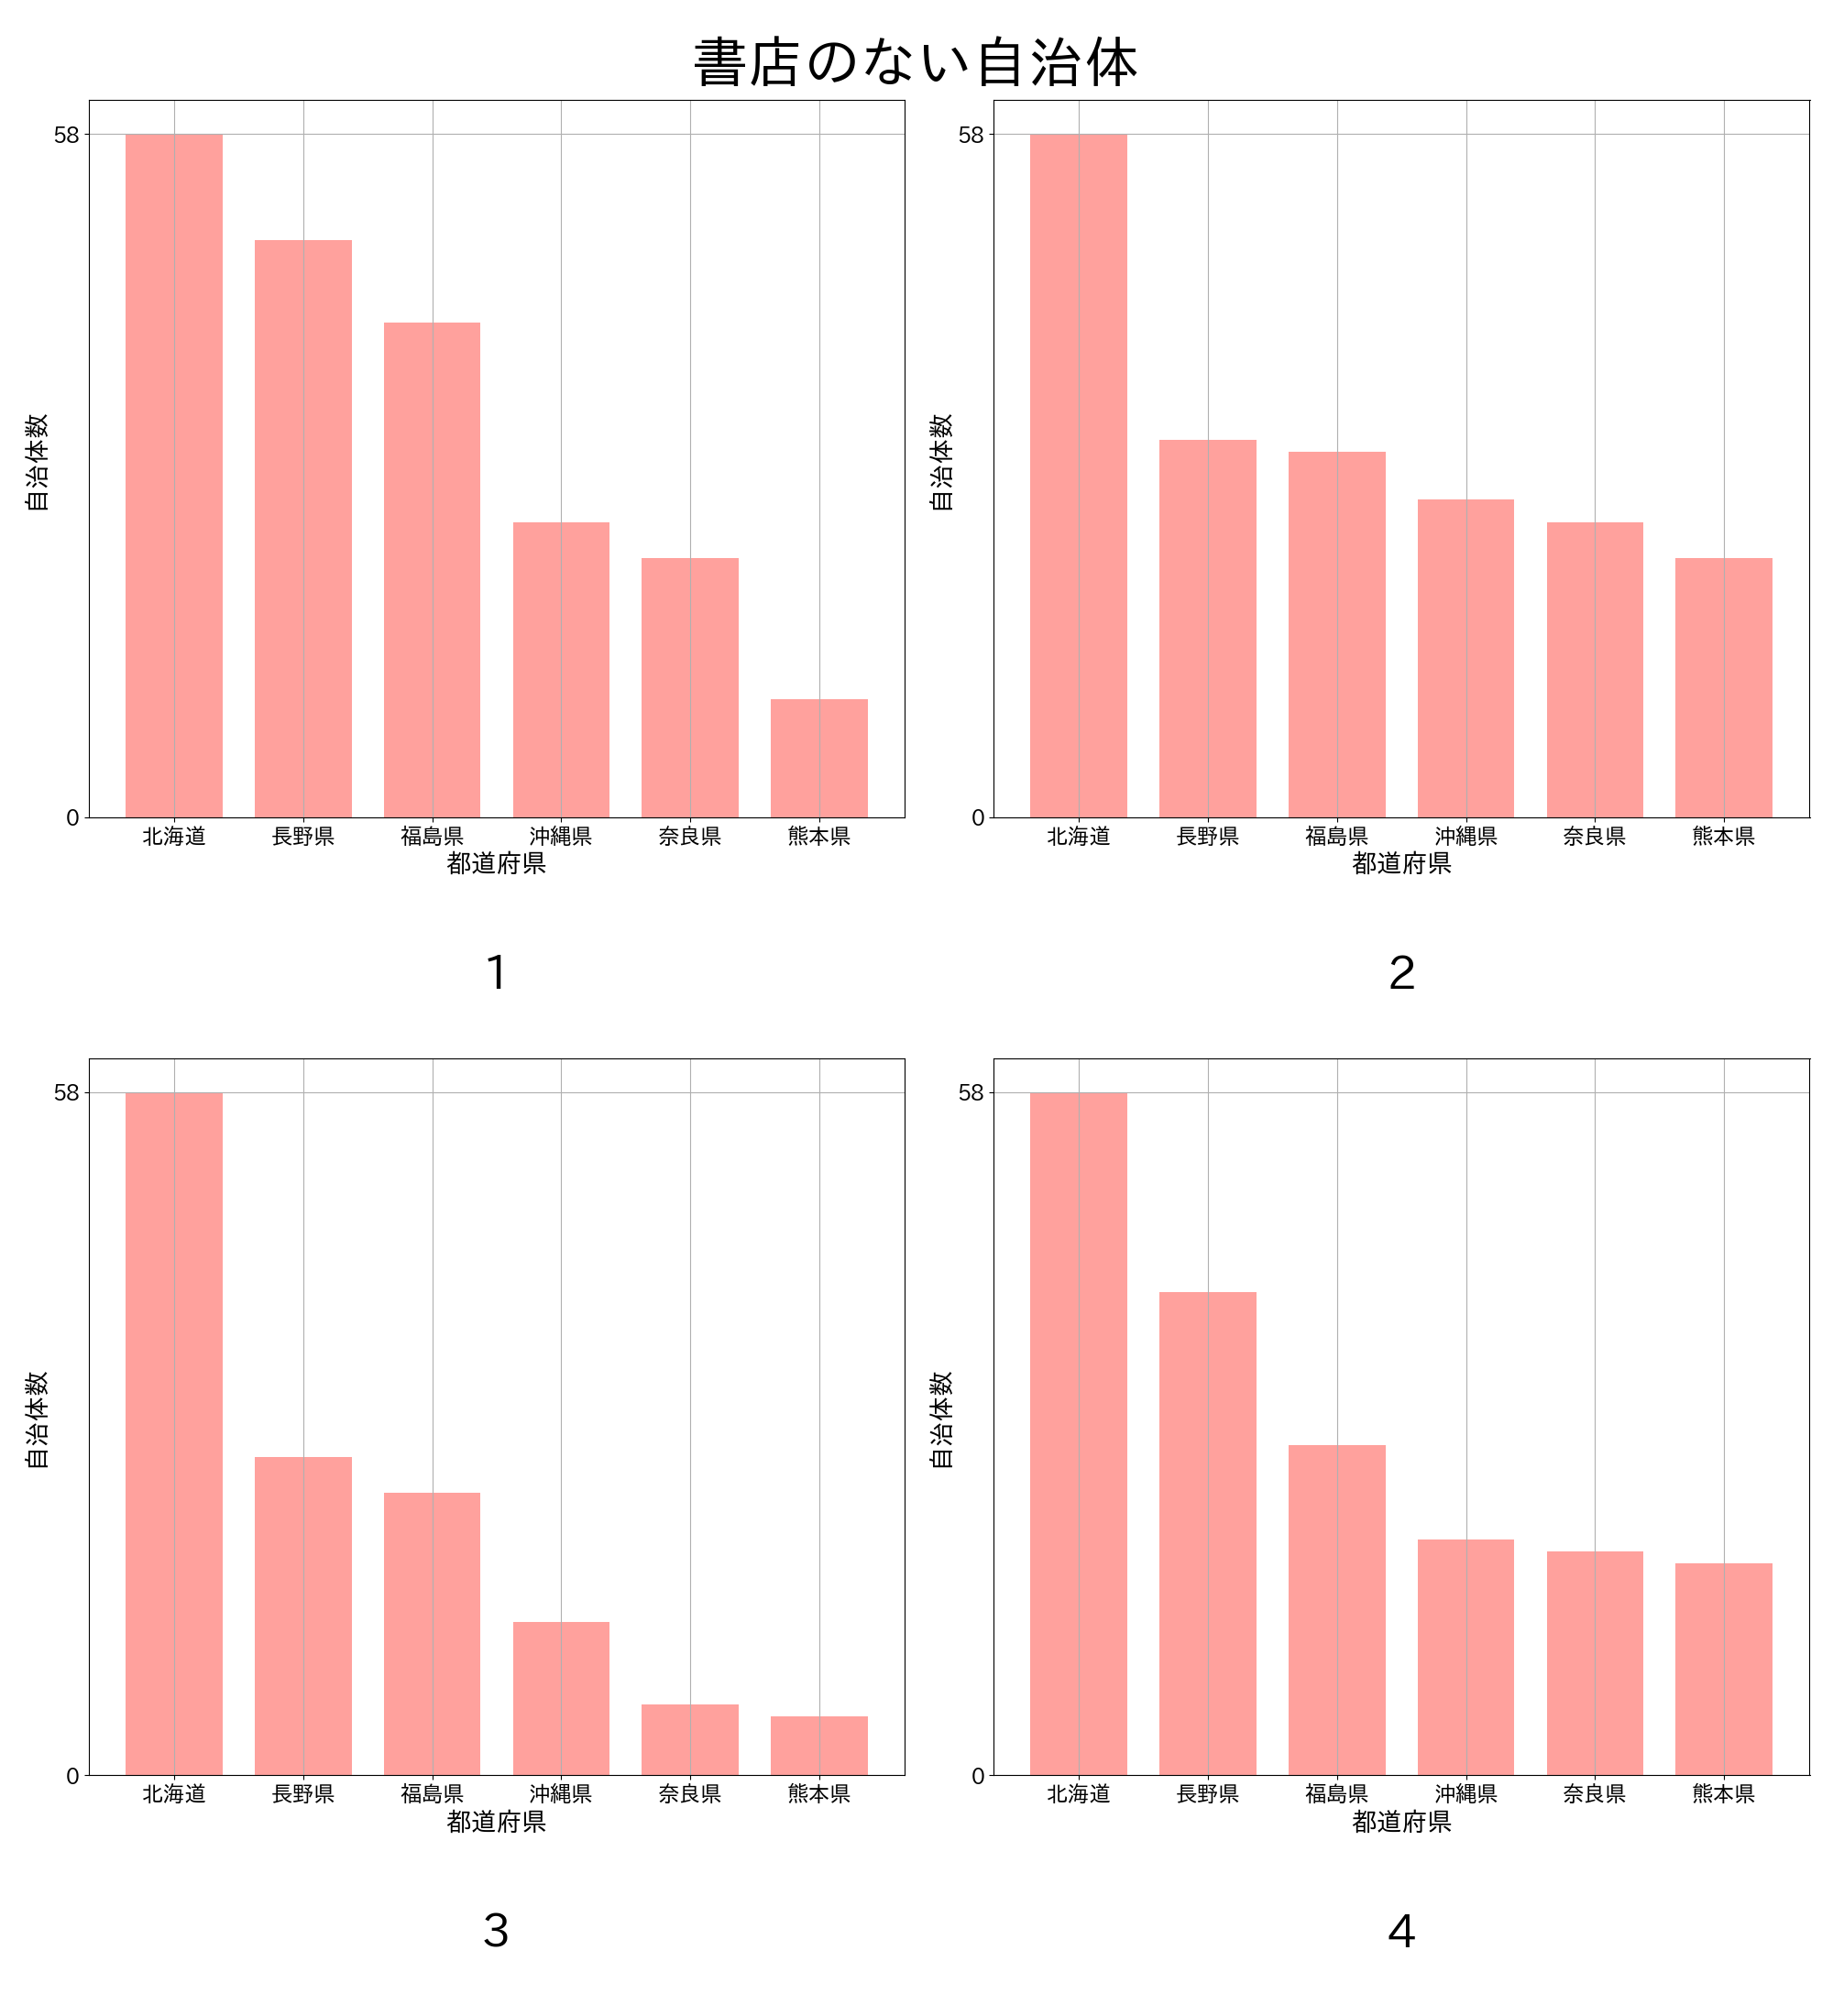 書店のない自治体
58
0
自治体数
北海道 長野県 福島県 沖縄県 奈良県 熊本県
都道府県
1
58
0
自治体数
北海道 長野県 福島県 沖縄県 奈良県 熊本県
都道府県
2
58
0
自治体数
北海道 長野県 福島県 沖縄県 奈良県 熊本県
都道府県
3
58
0
自治体数
北海道 長野県 福島県 沖縄県 奈良県 熊本県
都道府県
4